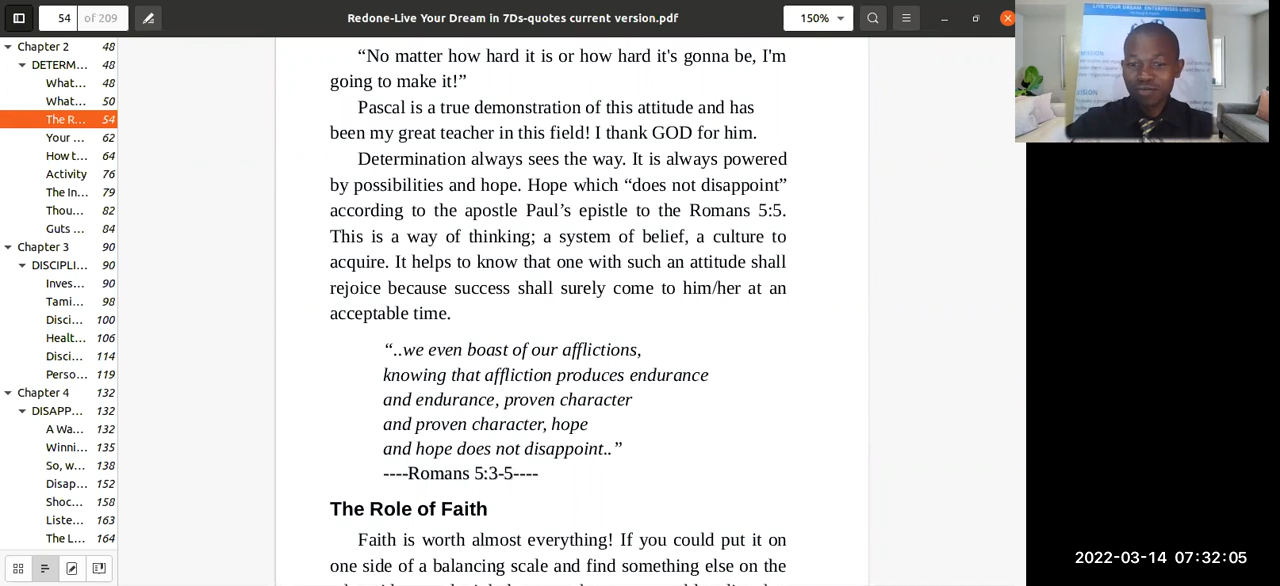 54 of 209
Redone-Live Your Dream in 7Ds-quotes current version.pdf
150%
LIVE YOUR DREAM ENTERPRISES LIMITED
MISSION
VISION
Chapter 2 48
DETERM... 48
What... 48
What... 50
The R... 54
Your ... 62
How t... 64
Activity 76
The In... 79
Thou... 82
Guts ... 84
Chapter 3 90
DISCIPLI... 90
Inves... 90
Tami... 98
Disci... 100
Healt... 106
Disci... 114
Perso... 119
Chapter 4 132
DISAPP... 132
A Wa... 132
Winni... 135
So, w... 138
Disap... 152
Shoc... 158
Liste... 163
The L... 164
“No matter how hard it is or how hard it's gonna be, I'm
going to make it!”
Pascal is a true demonstration of this attitude and has
been my great teacher in this field! I thank GOD for him.
Determination always sees the way. It is always powered
by possibilities and hope. Hope which “does not disappoint”
according to the apostle Paul’s epistle to the Romans 5:5.
This is a way of thinking; a system of belief, a culture to
acquire. It helps to know that one with such an attitude shall
rejoice because success shall surely come to him/her at an
acceptable time.
“..we even boast of our afflictions,
knowing that affliction produces endurance
and endurance, proven character
and proven character, hope
and hope does not disappoint..”
----Romans 5:3-5----
The Role of Faith
Faith is worth almost everything! If you could put it on
one side of a balancing scale and find something else on the
2022-03-14 07:32:05